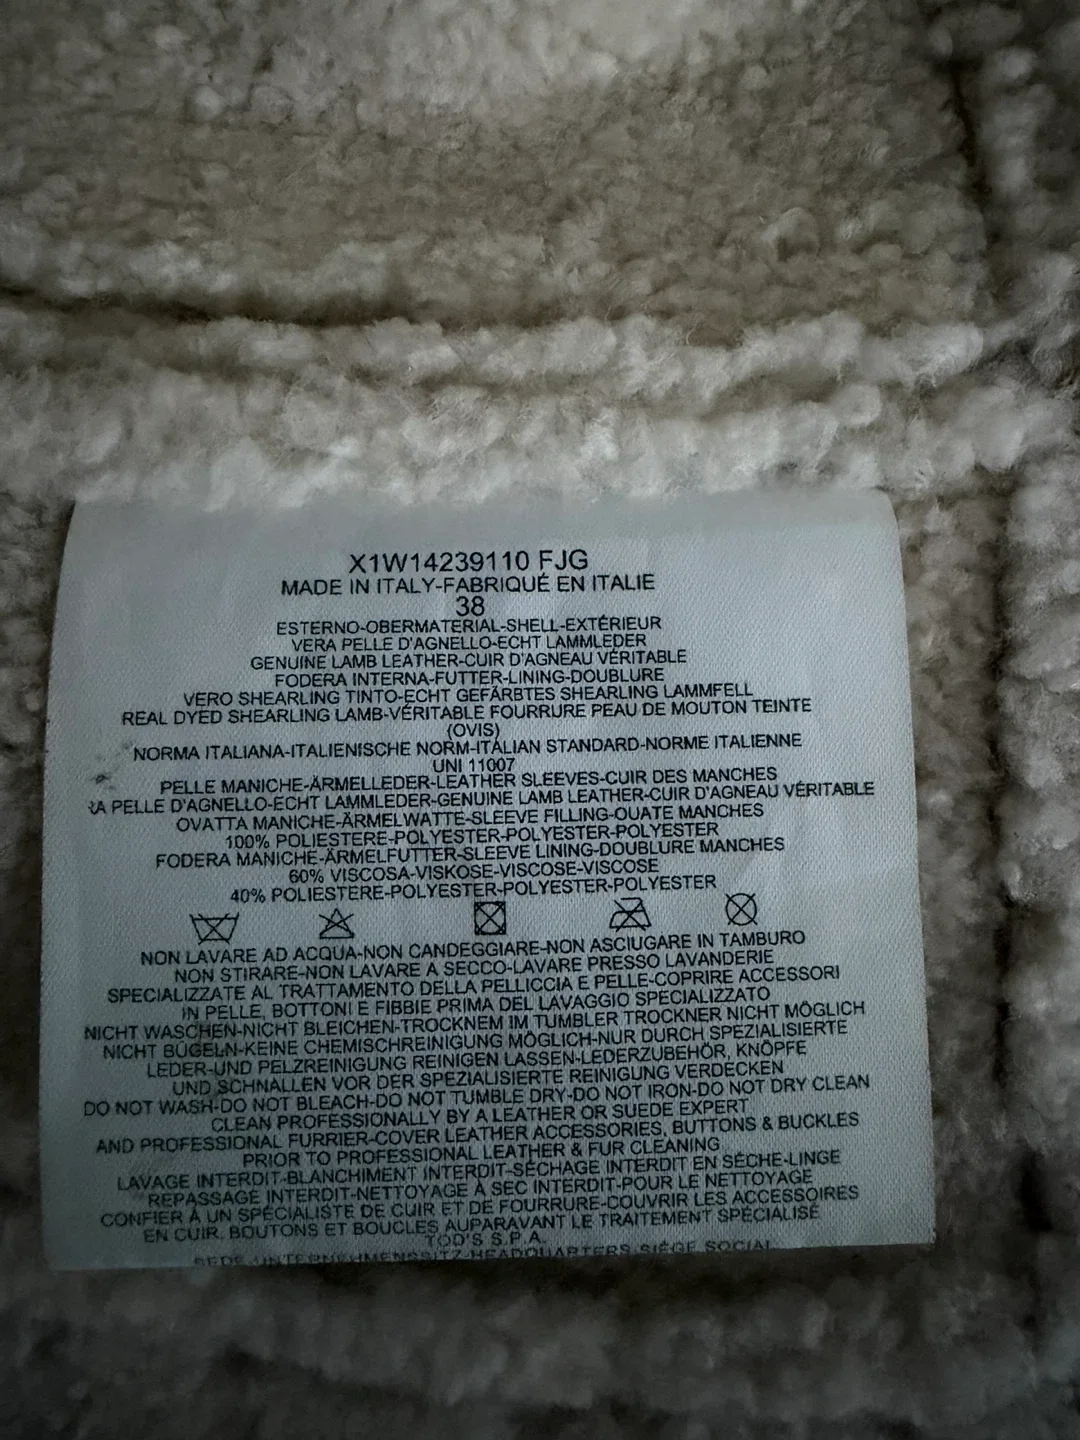 X1W14239110 FJG
MADE IN ITALY-FABRIQUÉ EN ITALIE
38
ESTERNO-OBERMATERIAL-SHELL-EXTÉRIEUR
VERA PELLE D'AGNELLO-ECHT LAMMLEDER
GENUINE LAMB LEATHER-CUIR D'AGNEAU VÉRITABLE
FODERA INTERNA-FUTTER-LINING-DOUBLURE
VERO SHEARLING TINTO-ECHT GEFÄRBTES SHEARLING LAMMFELL
REAL DYED SHEARLING LAMB-VÉRITABLE FOURRURE PEAU DE MOUTON TEINTE
(OVIS)
NORMA ITALIANA-ITALIENISCHE NORM-ITALIAN STANDARD-NORME ITALIENNE
UNI 11007
PELLE MANICHE-ÄRMELLEDER-LEATHER SLEEVES-CUIR DES MANCHES
RA PELLE D'AGNELLO-ECHT LAMMLEDER-GENUINE LAMB LEATHER-CUIR D'AGNEAU VÉRITABLE
OVATTA MANICHE-ÄRMELWATTE-SLEEVE FILLING-OUATE MANCHES
100% POLIESTERE-POLYESTER-POLYESTER-POLYESTER
FODERA MANICHE-ÄRMELFUTTER-SLEEVE LINING-DOUBLURE MANCHES
60% VISCOSA-VISKOSE-VISCOSE-VISCOSE
40% POLIESTERE-POLYESTER-POLYESTER-POLYESTER
NON LAVARE AD ACQUA-NON CANDEGGIARE-NON ASCIUGARE IN TAMBURO
NON STIRARE-NON LAVARE A SECCO-LAVARE PRESSO LAVANDERIE
SPECIALIZZATE AL TRATTAMENTO DELLA PELLICCIA E PELLE-COPRIRE ACCESSORI
IN PELLE, BOTTONI E FIBBIE PRIMA DEL LAVAGGIO SPECIALIZZATO
NICHT WASCHEN-NICHT BLEICHEN-TROCKNEM IM TUMBLER TROCKNER NICHT MÖGLICH
NICHT BÜGELN-KEINE CHEMISCHREINIGUNG MÖGLICH-NUR DURCH SPEZIALISIERTE
LEDER-UND PELZREINIGUNG REINIGEN LASSEN-LEDERZUBEHÖR, KNÖPFE
UND SCHNALLEN VOR DER SPEZIALISIERTE REINIGUNG VERDECKEN
DO NOT WASH-DO NOT BLEACH-DO NOT TUMBLE DRY-DO NOT IRON-DO NOT DRY CLEAN
CLEAN PROFESSIONALLY BY A LEATHER OR SUEDE EXPERT
AND PROFESSIONAL FURRIER-COVER LEATHER ACCESSORIES, BUTTONS & BUCKLES
PRIOR TO PROFESSIONAL LEATHER & FUR CLEANING
LAVAGE INTERDIT-BLANCHIMENT INTERDIT-SÉCHAGE INTERDIT EN SÈCHE-LINGE
REPASSAGE INTERDIT-NETTOYAGE À SEC INTERDIT-POUR LE NETTOYAGE
CONFIER À UN SPÉCIALISTE DE CUIR ET DE FOURRURE-COUVRIR LES ACCESSOIRES
EN CUIR, BOUTONS ET BOUCLES AUPARAVANT LE TRAITEMENT SPÉCIALISÉ
TOD'S S.P.A.
SEDE-UNTERNEHMENSSITZ-HEADQUARTERS-SIÈGE SOCIAL